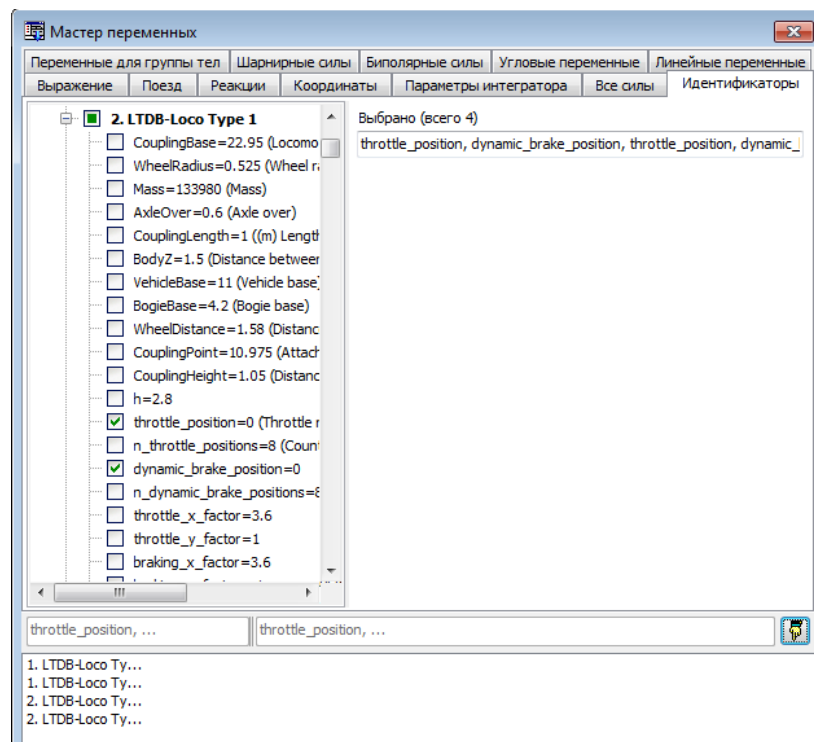 Мастер переменных
Переменные для группы тел Шарнирные силы Биполярные силы Угловые переменные Линейные переменные
Выражение Поезд Реакции Координаты Параметры интегратора Все силы Идентификаторы
2. LTDB-Loco Type 1
CouplingBase=22.95 (Locomo
WheelRadius=0.525 (Wheel ra
Mass=133980 (Mass)
AxleOver=0.6 (Axle over)
CouplingLength=1 ((m) Length
BodyZ=1.5 (Distance between
VehicleBase=11 (Vehicle base)
BogieBase=4.2 (Bogie base)
WheelDistance=1.58 (Distanc
CouplingPoint=10.975 (Attach
CouplingHeight=1.05 (Distanc
h=2.8
throttle_position=0 (Throttle r
n_throttle_positions=8 (Count
dynamic_brake_position=0
n_dynamic_brake_positions=8
throttle_x_factor=3.6
throttle_y_factor=1
braking_x_factor=3.6
Выбрано (всего 4)
throttle_position, dynamic_brake_position, throttle_position, dynamic_
throttle_position, ...
throttle_position, ...
1. LTDB-Loco Ty...
1. LTDB-Loco Ty...
2. LTDB-Loco Ty...
2. LTDB-Loco Ty...